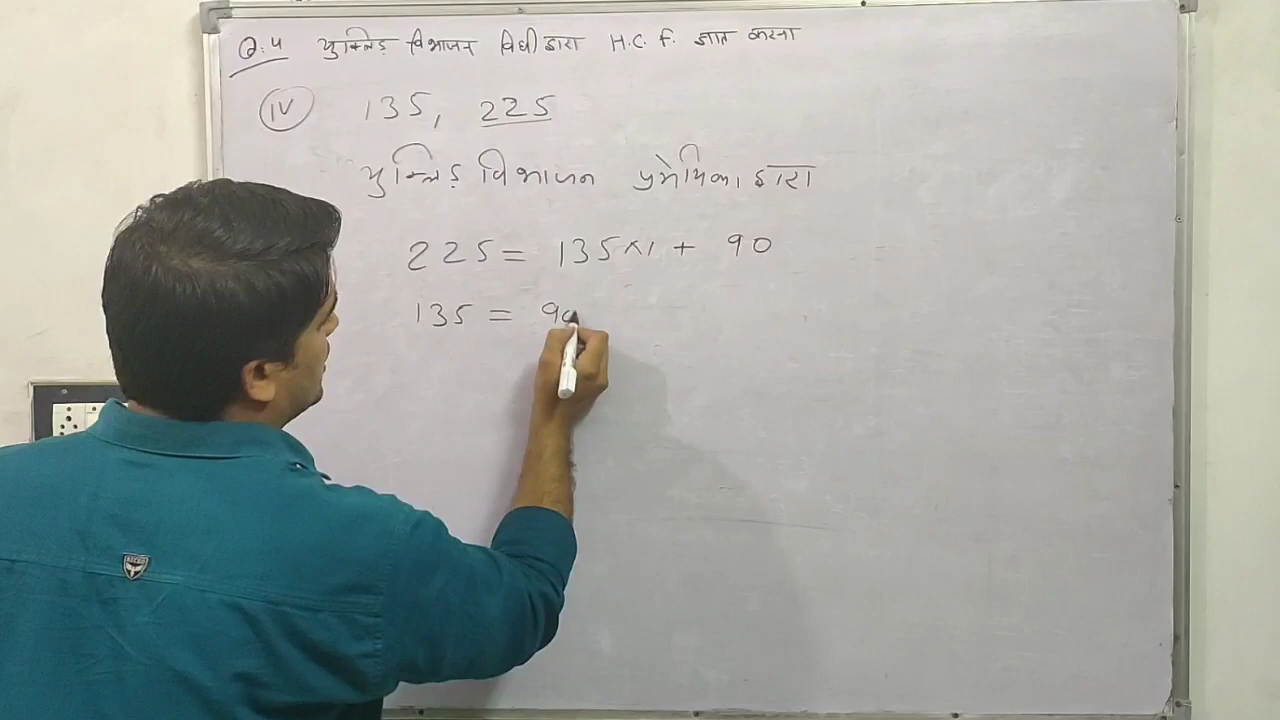 Q.4 युक्लिड विभाजन विधी द्वारा H.C.F. ज्ञात करना
IV 135, 225
युक्लिड विभाजन प्रमेयिका द्वारा
225 = 135×1 + 90
135 = 90